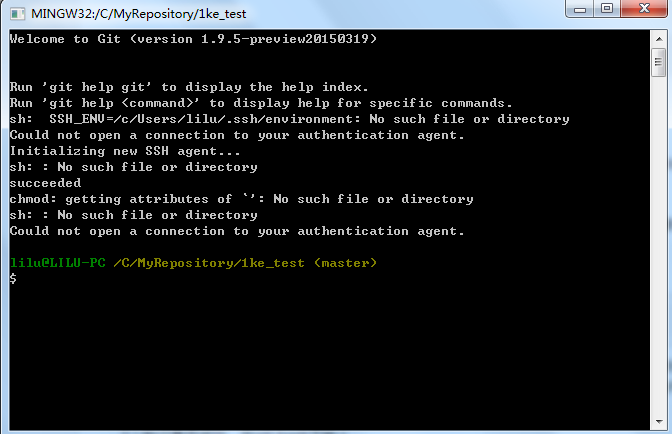 MINGW32:/C/MyRepository/1ke_test
Welcome to Git (version 1.9.5-preview20150319)
Run 'git help git' to display the help index.
Run 'git help <command>' to display help for specific commands.
sh:  SSH_ENV=/c/Users/lilu/.ssh/environment: No such file or directory
Could not open a connection to your authentication agent.
Initializing new SSH agent...
sh: : No such file or directory
succeeded
chmod: getting attributes of `': No such file or directory
sh: : No such file or directory
Could not open a connection to your authentication agent.
lilu@LILU-PC /C/MyRepository/1ke_test (master)
$